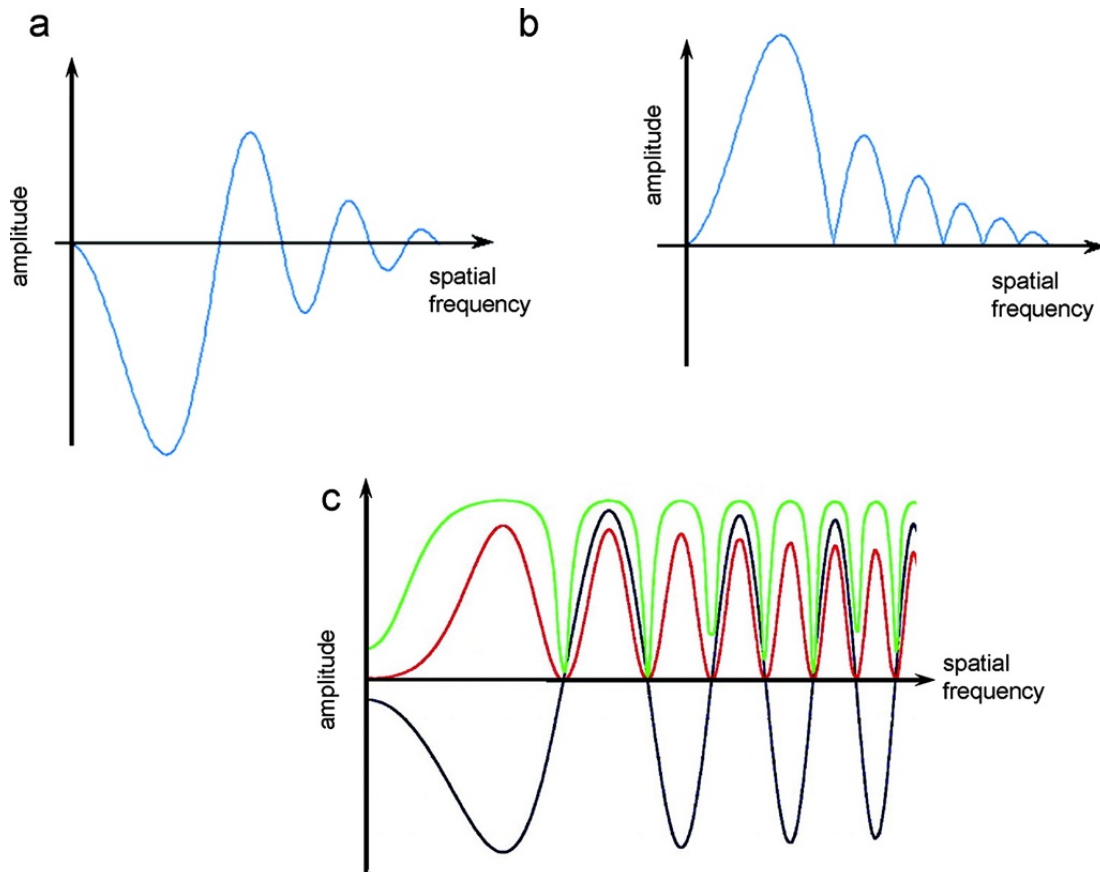 a
amplitude
spatial
frequency
b
amplitude
spatial
frequency
c
amplitude
spatial
frequency